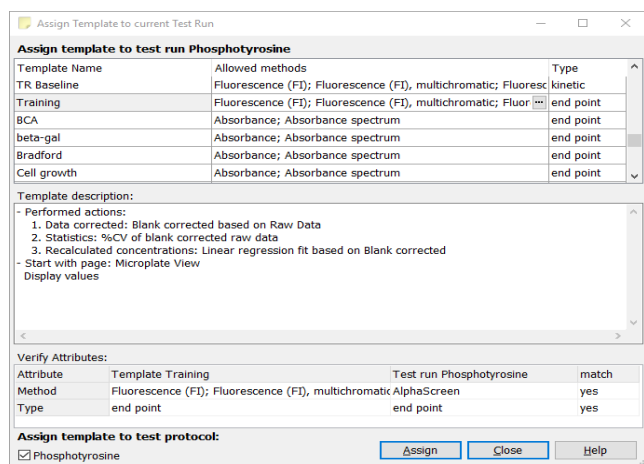 Assign Template to current Test Run
Assign template to test run Phosphotyrosine
Template Name Allowed methods Type
TR Baseline Fluorescence (FI); Fluorescence (FI), multichromatic; Fluoresc kinetic
Training Fluorescence (FI); Fluorescence (FI), multichromatic; Fluor ... end point
BCA Absorbance; Absorbance spectrum end point
beta-gal Absorbance; Absorbance spectrum end point
Bradford Absorbance; Absorbance spectrum end point
Cell growth Absorbance; Absorbance spectrum end point
Template description:
- Performed actions:
1. Data corrected: Blank corrected based on Raw Data
2. Statistics: %CV of blank corrected raw data
3. Recalculated concentrations: Linear regression fit based on Blank corrected
- Start with page: Microplate View
Display values
Verify Attributes:
Attribute Template Training Test run Phosphotyrosine match
Method Fluorescence (FI); Fluorescence (FI), multichromatic AlphaScreen yes
Type end point end point yes
Assign template to test protocol:
Phosphotyrosine
Assign Close Help